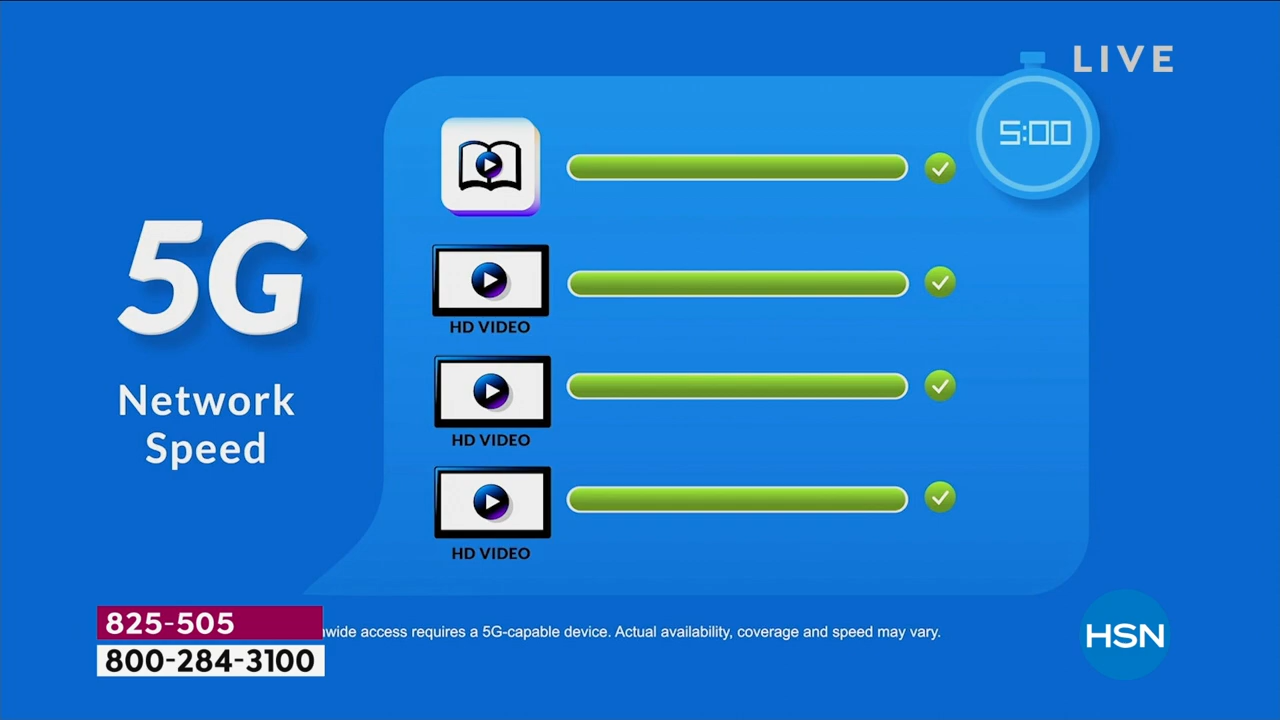 LIVE
5:00
5G
Network
Speed
HD VIDEO
HD VIDEO
HD VIDEO
825-505
800-284-3100
access requires a 5G-capable device. Actual availability, coverage and speed may vary.
HSN